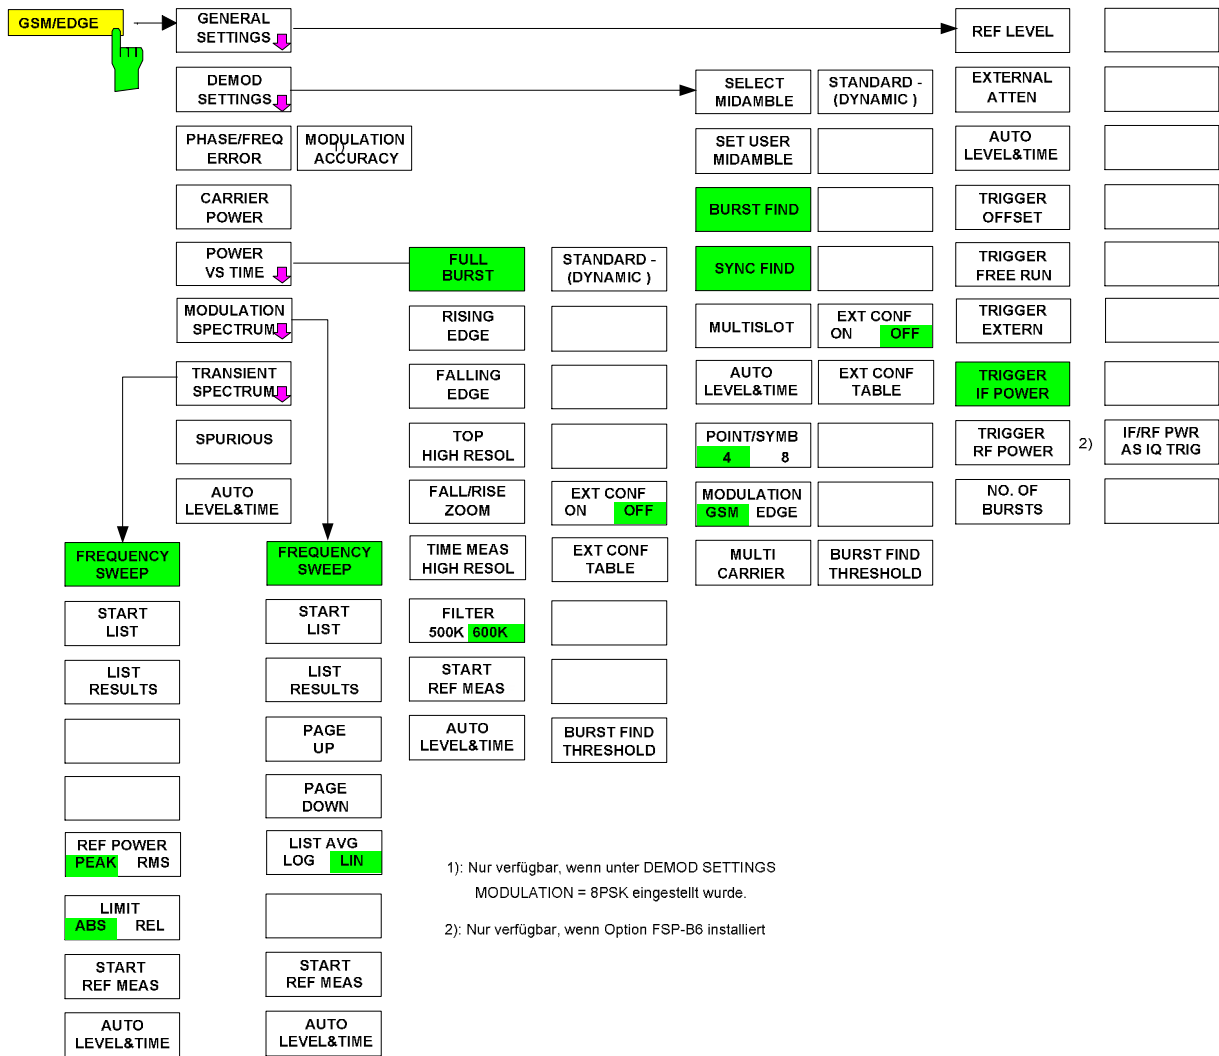 GSM/EDGE
GENERAL
SETTINGS
DEMOD
SETTINGS
PHASE/FREQ
ERROR
MODULATION
1)
ACCURACY
CARRIER
POWER
POWER
VS TIME
MODULATION
SPECTRUM
TRANSIENT
SPECTRUM
SPURIOUS
AUTO
LEVEL&TIME
FREQUENCY
SWEEP
START
LIST
LIST
RESULTS
REF POWER
PEAK RMS
LIMIT
ABS REL
START
REF MEAS
AUTO
LEVEL&TIME
FREQUENCY
SWEEP
START
LIST
LIST
RESULTS
PAGE
UP
PAGE
DOWN
LIST AVG
LOG LIN
START
REF MEAS
AUTO
LEVEL&TIME
FULL
BURST
RISING
EDGE
FALLING
EDGE
TOP
HIGH RESOL
FALL/RISE
ZOOM
TIME MEAS
HIGH RESOL
FILTER
500K 600K
START
REF MEAS
AUTO
LEVEL&TIME
STANDARD -
(DYNAMIC )
EXT CONF
ON OFF
EXT CONF
TABLE
BURST FIND
THRESHOLD
SELECT
MIDAMBLE
SET USER
MIDAMBLE
BURST FIND
SYNC FIND
MULTISLOT
AUTO
LEVEL&TIME
POINT/SYMB
4 8
MODULATION
GSM EDGE
MULTI
CARRIER
STANDARD -
(DYNAMIC )
EXT CONF
ON OFF
EXT CONF
TABLE
BURST FIND
THRESHOLD
REF LEVEL
EXTERNAL
ATTEN
AUTO
LEVEL&TIME
TRIGGER
OFFSET
TRIGGER
FREE RUN
TRIGGER
EXTERN
TRIGGER
IF POWER
TRIGGER
RF POWER
2)
IF/RF PWR
AS IQ TRIG
NO. OF
BURSTS
1): Nur verfügbar, wenn unter DEMOD SETTINGS
MODULATION = 8PSK eingestellt wurde.
2): Nur verfügbar, wenn Option FSP-B6 installiert